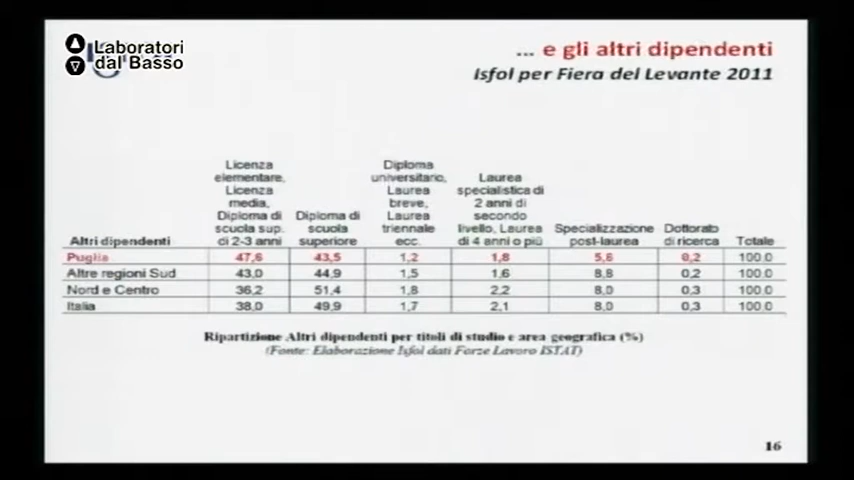 Laboratori
dal Basso
... e gli altri dipendenti
Isfol per Fiera del Levante 2011
Altri dipendenti
Licenza
elementare,
Licenza
media,
Diploma di
scuola sup.
di 2-3 anni
Diploma di
scuola
superiore
Diploma
universitario,
Laurea
breve,
Laurea
triennale
ecc.
Laurea
specialistica di
2 anni di
secondo
livello, Laurea
di 4 anni o più
Specializzazione
post-laurea
Dottorato
di ricerca
Totale
Puglia 47,6 43,5 1,2 1,8 5,6 0,2 100.0
Altre regioni Sud 43,0 44,9 1,5 1,6 8,8 0,2 100.0
Nord e Centro 36,2 51,4 1,8 2,2 8,0 0,3 100.0
Italia 38,0 49,9 1,7 2,1 8,0 0,3 100.0
Ripartizione Altri dipendenti per titoli di studio e area geografica (%)
(Fonte: Elaborazione Isfol dati Forze Lavoro ISTAT)
16